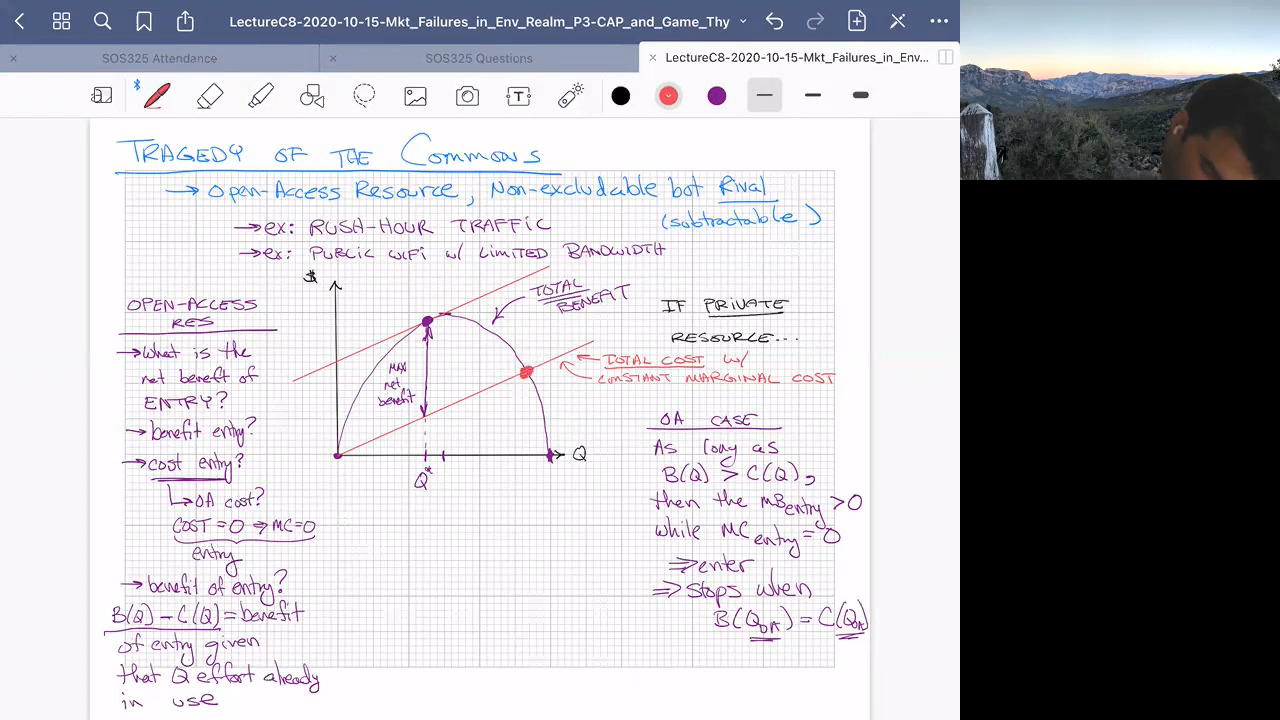 LectureC8-2020-10-15-Mkt_Failures_in_Env_Realm_P3-CAP_and_Game_Thy
SOS325 Attendance
SOS325 Questions
LectureC8-2020-10-15-Mkt_Failures_in_Env...
TRAGEDY OF THE COMMONS
→ OPEN-ACCESS RESOURCE, NON-excludable bot Rival
(subtractable)
→ex: RUSH-HOUR TRAFFIC
→ex: PUBLIC WIFI w/ LIMITED BANDWIDTH
$
TOTAL
BENEFIT
MAX
net
benefit
Q
Q*
OPEN-ACCESS
RES
→What is the
net beneft of
ENTRY?
→benefit entry?
→cost entry?
↳OA cost?
COST = 0 ⇒ MC=0
entry
→benefit of entry?
B(Q) - C(Q) = benefit
of entry given
that Q effort already
in use
IF PRIVATE
RESOURCE...
TOTAL COST w/
CONSTANT MARGINAL COST
OA CASE
As long as
B(Q) > C(Q),
then the MBentry >0
while MCentry = 0
⇒enter
⇒ stops when
B(QOA) = C(QOA)